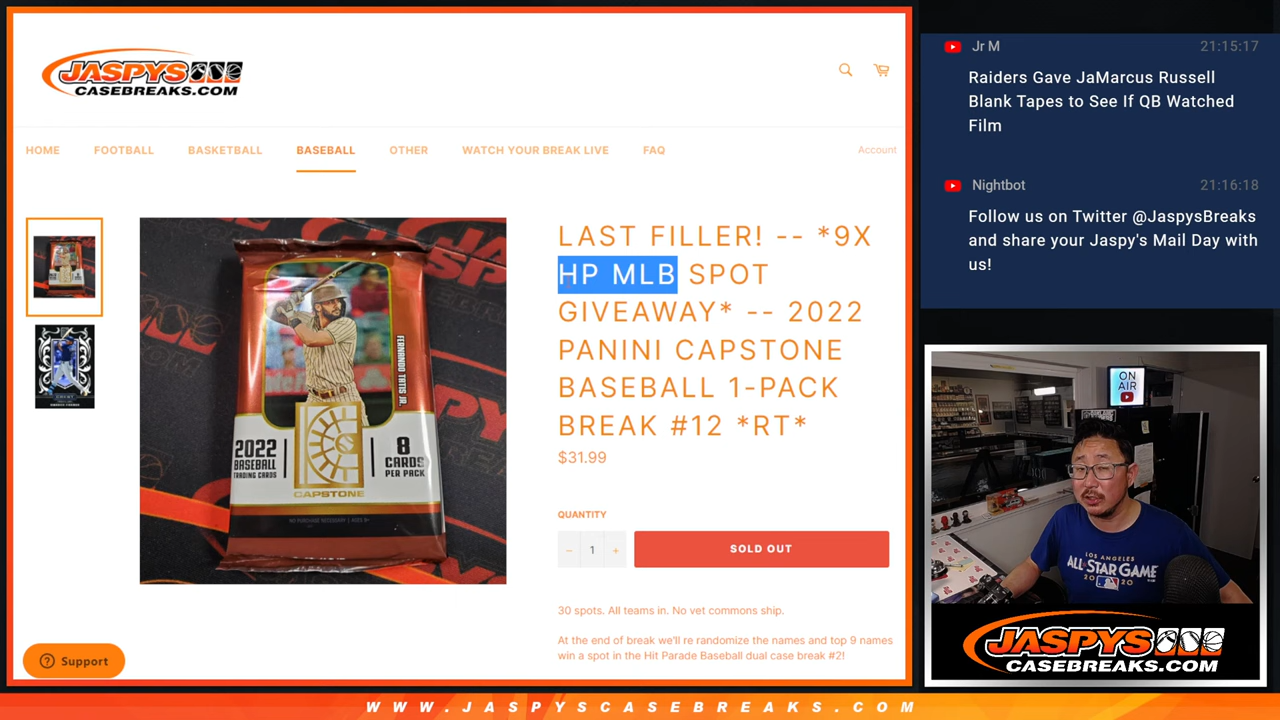 JASPYS
CASEBREAKS.COM
HOME FOOTBALL BASKETBALL BASEBALL OTHER WATCH YOUR BREAK LIVE FAQ Account
LAST FILLER! -- *9X
HP MLB SPOT
GIVEAWAY* -- 2022
PANINI CAPSTONE
BASEBALL 1-PACK
BREAK #12 *RT*
$31.99
QUANTITY
− 1 +
SOLD OUT
30 spots. All teams in. No vet commons ship.
At the end of break we'll re randomize the names and top 9 names
win a spot in the Hit Parade Baseball dual case break #2!
FERNANDO TATIS JR.
2022
BASEBALL
TRADING CARDS
8
CARDS
PER PACK
CAPSTONE
Support
Jr M 21:15:17
Raiders Gave JaMarcus Russell
Blank Tapes to See If QB Watched
Film
Nightbot 21:16:18
Follow us on Twitter @JaspysBreaks
and share your Jaspy's Mail Day with
us!
ON
AIR
LOS ANGELES
ALL STAR GAME
2020
JASPYS
CASEBREAKS.COM
WWW.JASPYSCASEBREAKS.COM